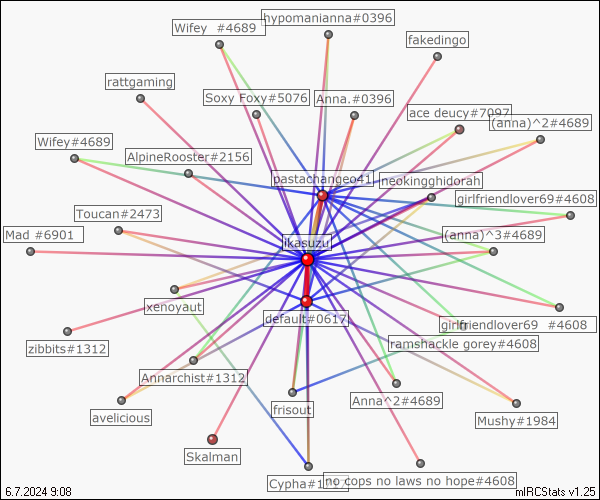 hypomanianna#0396
Wifey  #4689
fakedingo
rattgaming
Soxy Foxy#5076
Anna.#0396
ace deucy#7097
(anna)^2#4689
Wifey#4689
AlpineRooster#2156
pastachangeo41
neokingghidorah
girlfriendlover69#4608
Toucan#2473
Mad #6901
(anna)^3#4689
ikasuzu
xenoyaut
default#0617
girlfriendlover69  #4608
ramshackle gorey#4608
zibbits#1312
Annarchist#1312
avelicious
frisout
Anna^2#4689
Mushy#1984
Skalman
no cops no laws no hope#4608
6.7.2024 9:08
mIRCStats v1.25